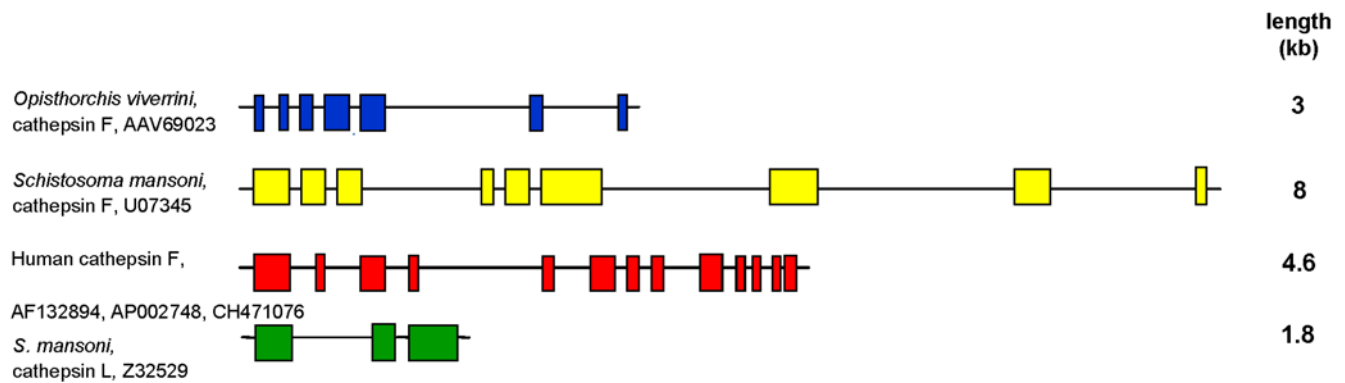 length
(kb)
Opisthorchis viverrini,
cathepsin F, AAV69023
3
Schistosoma mansoni,
cathepsin F, U07345
8
Human cathepsin F,
4.6
AF132894, AP002748, CH471076
S. mansoni,
cathepsin L, Z32529
1.8